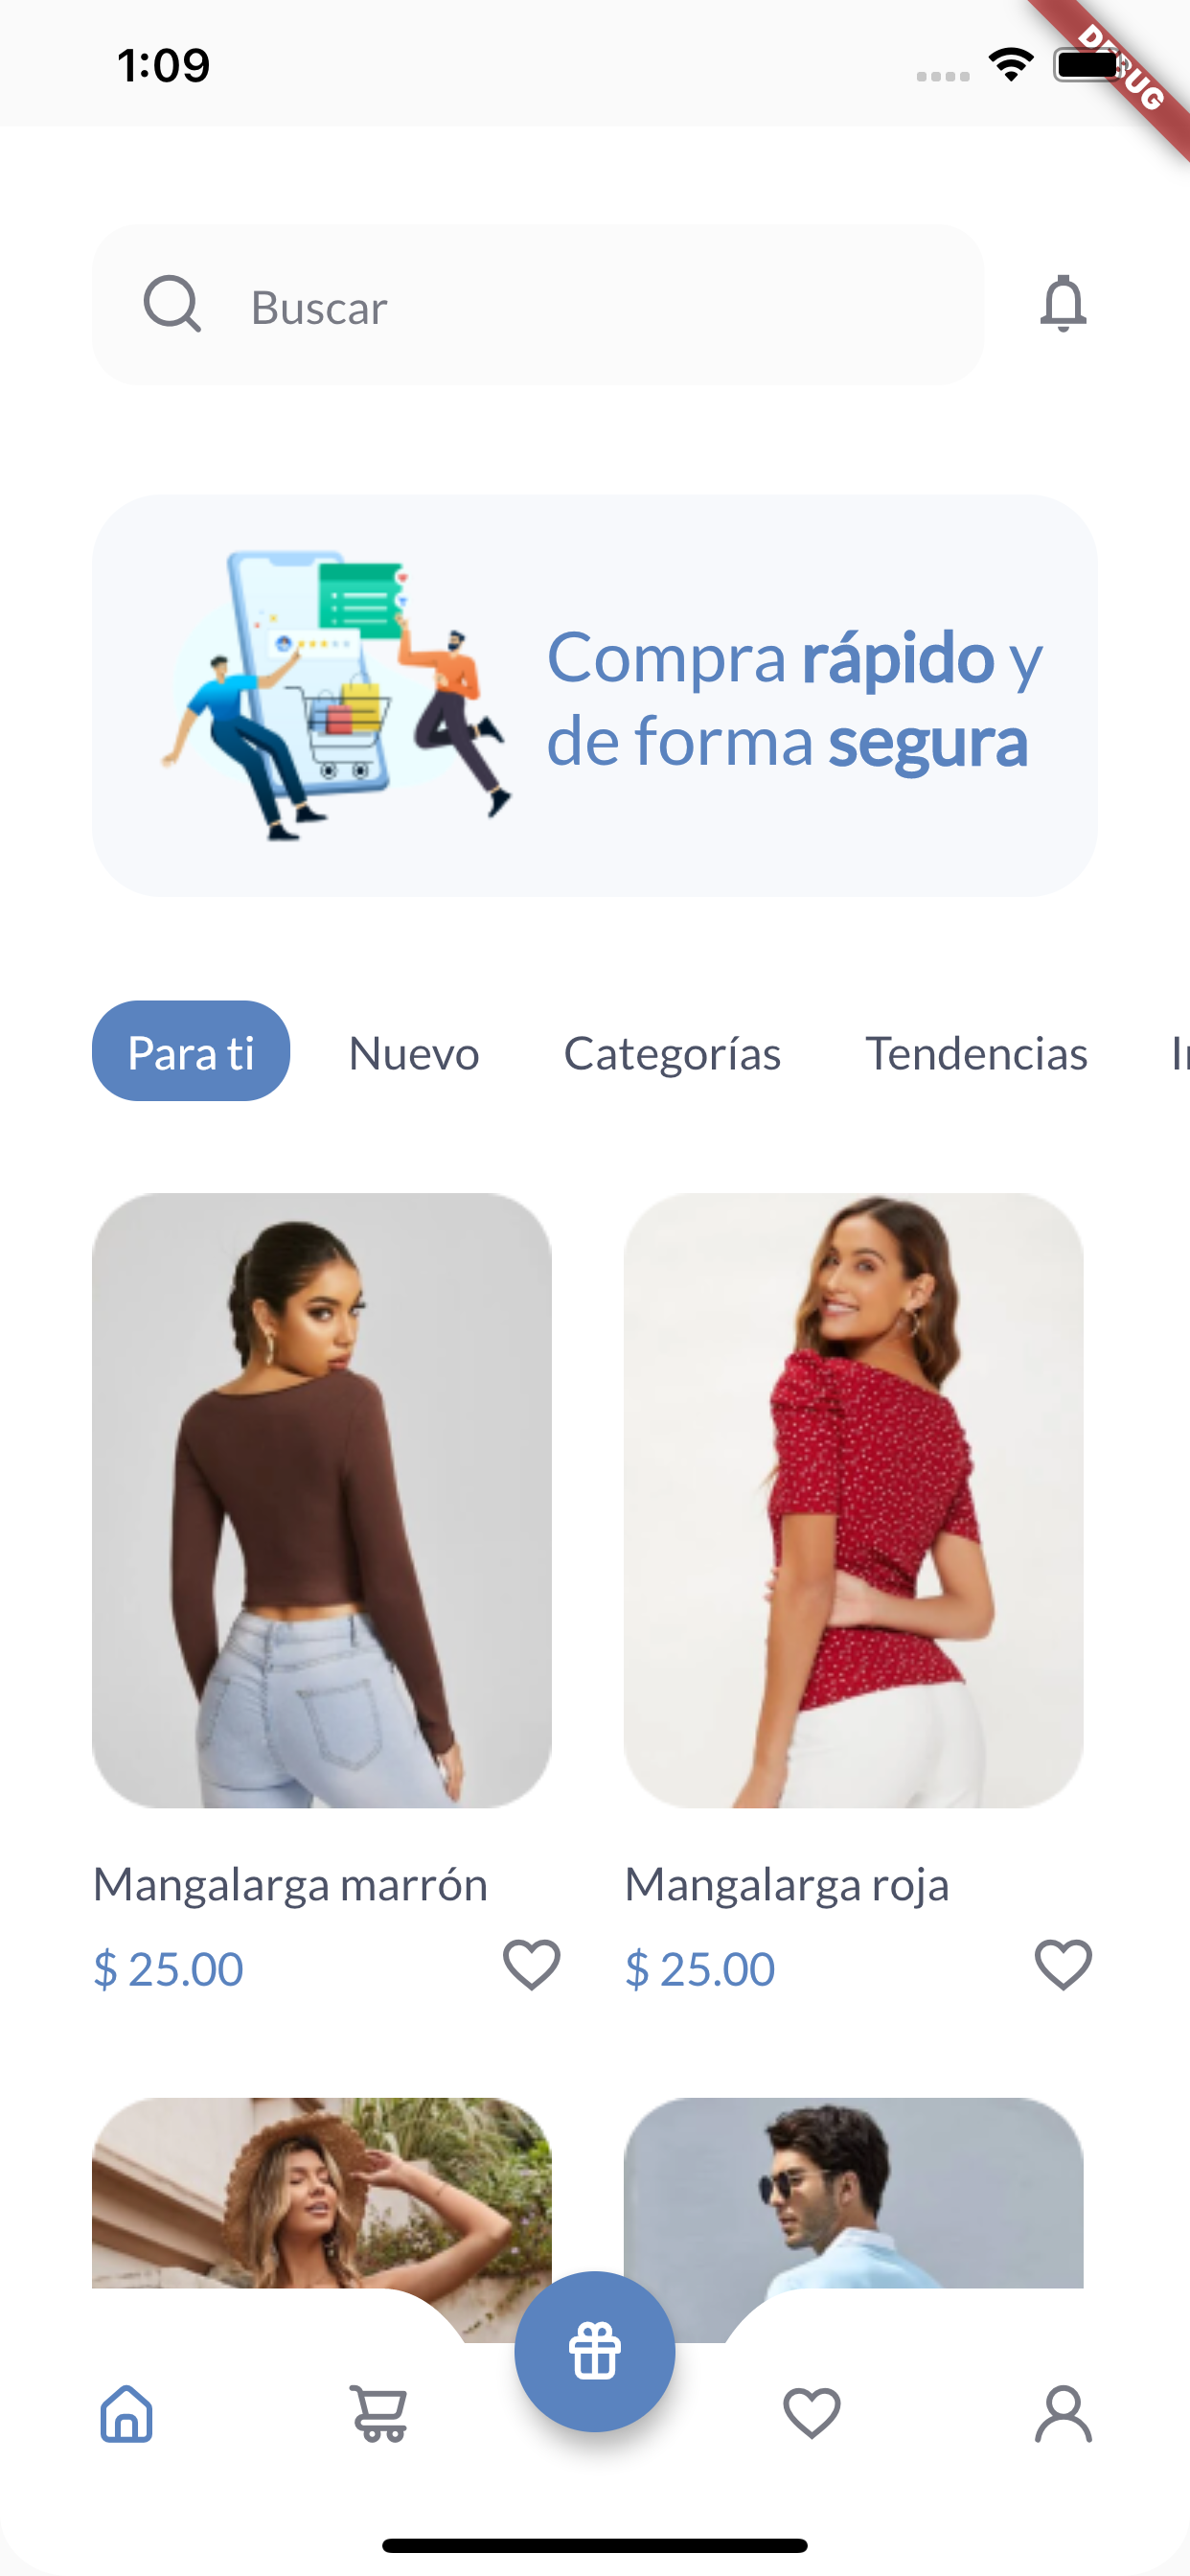 1:09
DEBUG
Buscar
Compra rápido y
de forma segura
Para ti Nuevo Categorías Tendencias
Mangalarga marrón Mangalarga roja
$ 25.00 $ 25.00